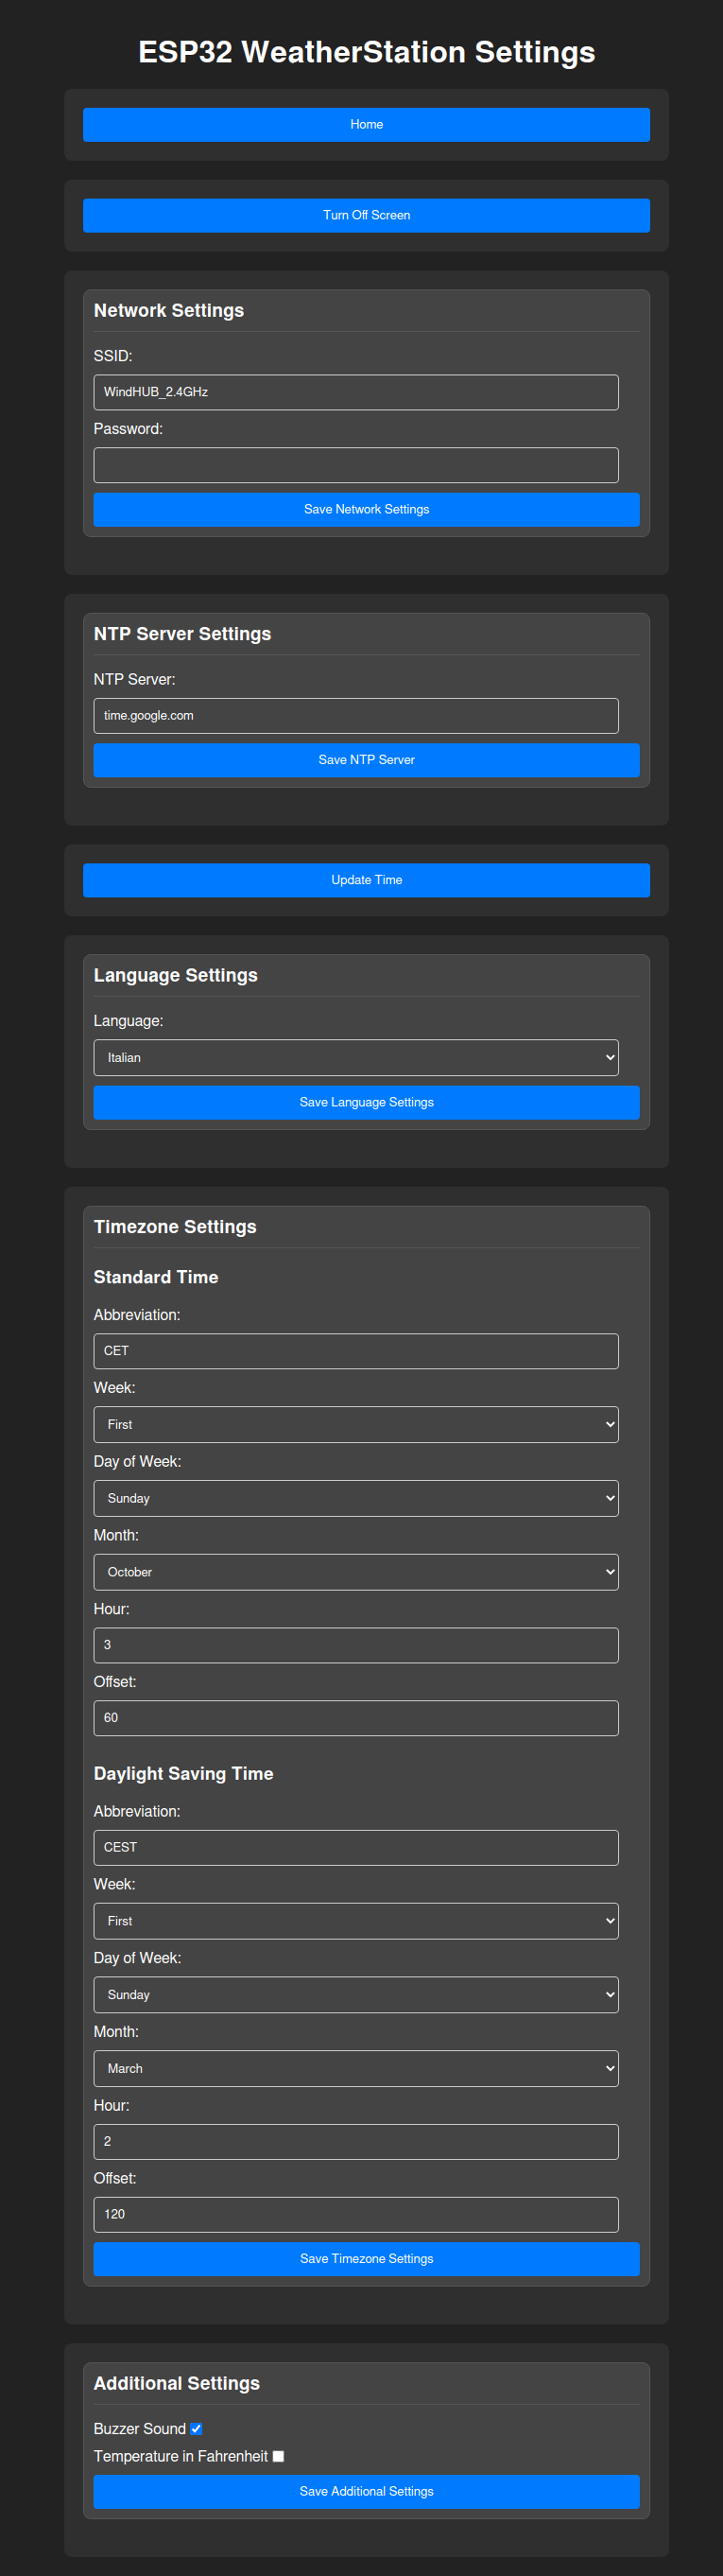 ESP32 WeatherStation Settings
Home
Turn Off Screen
Network Settings
SSID:
WindHUB_2.4GHz
Password:
Save Network Settings
NTP Server Settings
NTP Server:
time.google.com
Save NTP Server
Update Time
Language Settings
Language:
Italian
Save Language Settings
Timezone Settings
Standard Time
Abbreviation:
CET
Week:
First
Day of Week:
Sunday
Month:
October
Hour:
3
Offset:
60
Daylight Saving Time
Abbreviation:
CEST
Week:
First
Day of Week:
Sunday
Month:
March
Hour:
2
Offset:
120
Save Timezone Settings
Additional Settings
Buzzer Sound
Temperature in Fahrenheit
Save Additional Settings